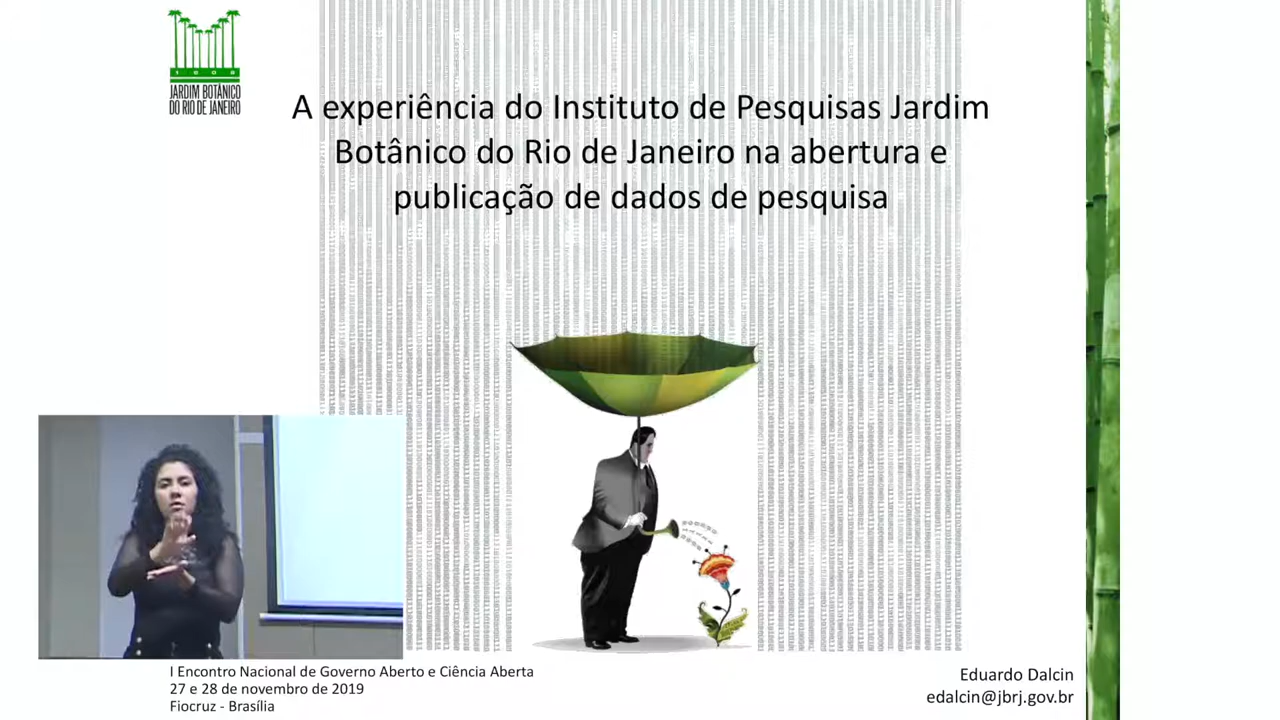 1808
JARDIM BOTÂNICO
DO RIO DE JANEIRO
A experiência do Instituto de Pesquisas Jardim
Botânico do Rio de Janeiro na abertura e
publicação de dados de pesquisa
I Encontro Nacional de Governo Aberto e Ciência Aberta
27 e 28 de novembro de 2019
Fiocruz - Brasília
Eduardo Dalcin
edalcin@jbrj.gov.br